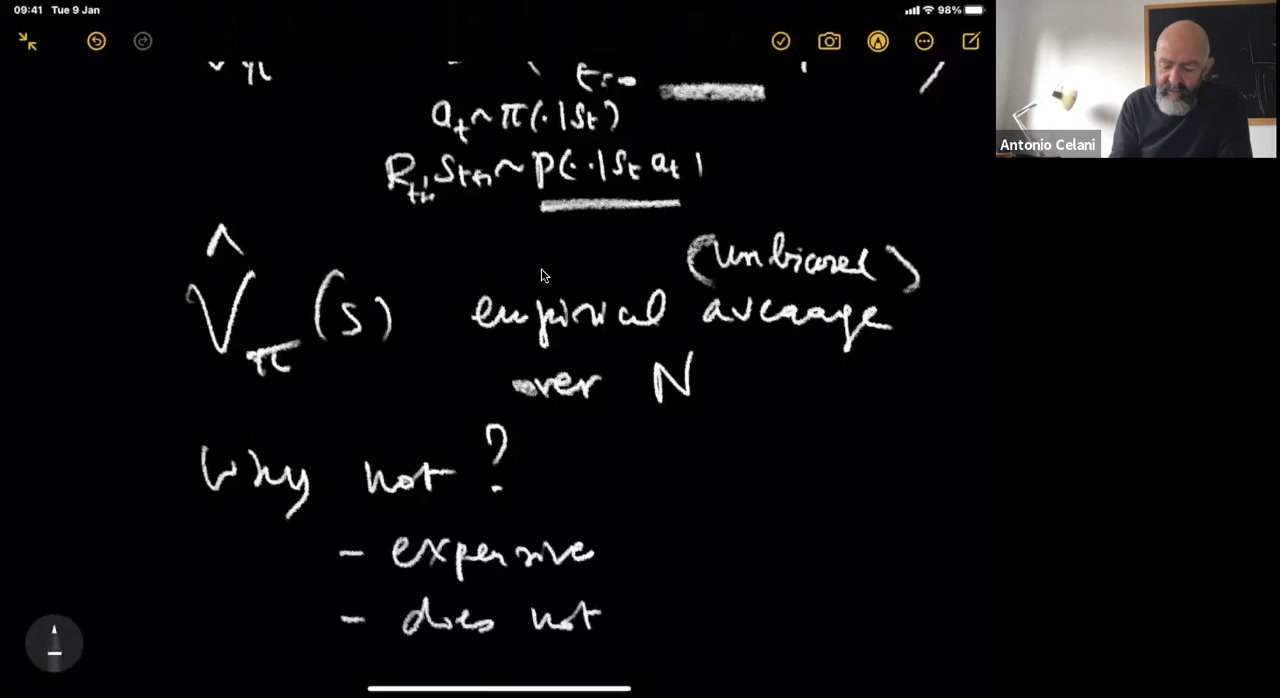 09:41 Tue 9 Jan
98%
a_t ~ π(·|s_t)
R_{t+1} s_{t+1} ~ p(··|s_t a_t)
(unbiased)
V̂_π(s) empirical average
over N
Why not?
- expensive
- does not
Antonio Celani